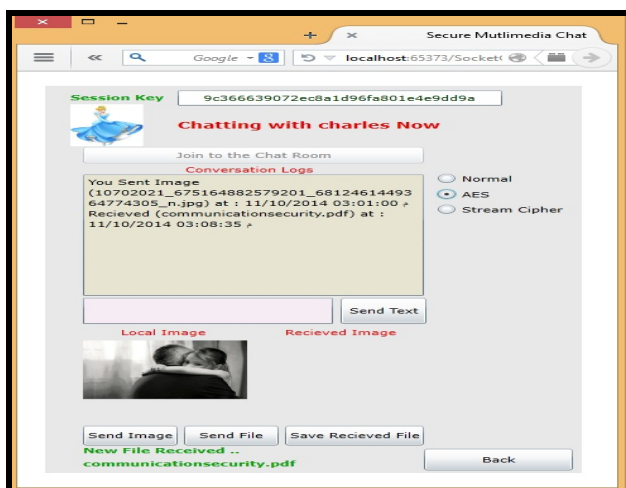 Secure Mutlimedia Chat
Google
localhost:65373/Socket(
Session Key
9c366639072ec8a1d96fa801e4e9dd9a
Chatting with charles Now
Join to the Chat Room
Conversation Logs
You Sent Image
(10702021_675164882579201_68124614493
64774305_n.jpg) at : 11/10/2014 03:01:00 م
Recieved (communicationsecurity.pdf) at :
11/10/2014 03:08:35 م
Normal
AES
Stream Cipher
Send Text
Local Image
Recieved Image
Send Image
Send File
Save Recieved File
New File Received ..
communicationsecurity.pdf
Back